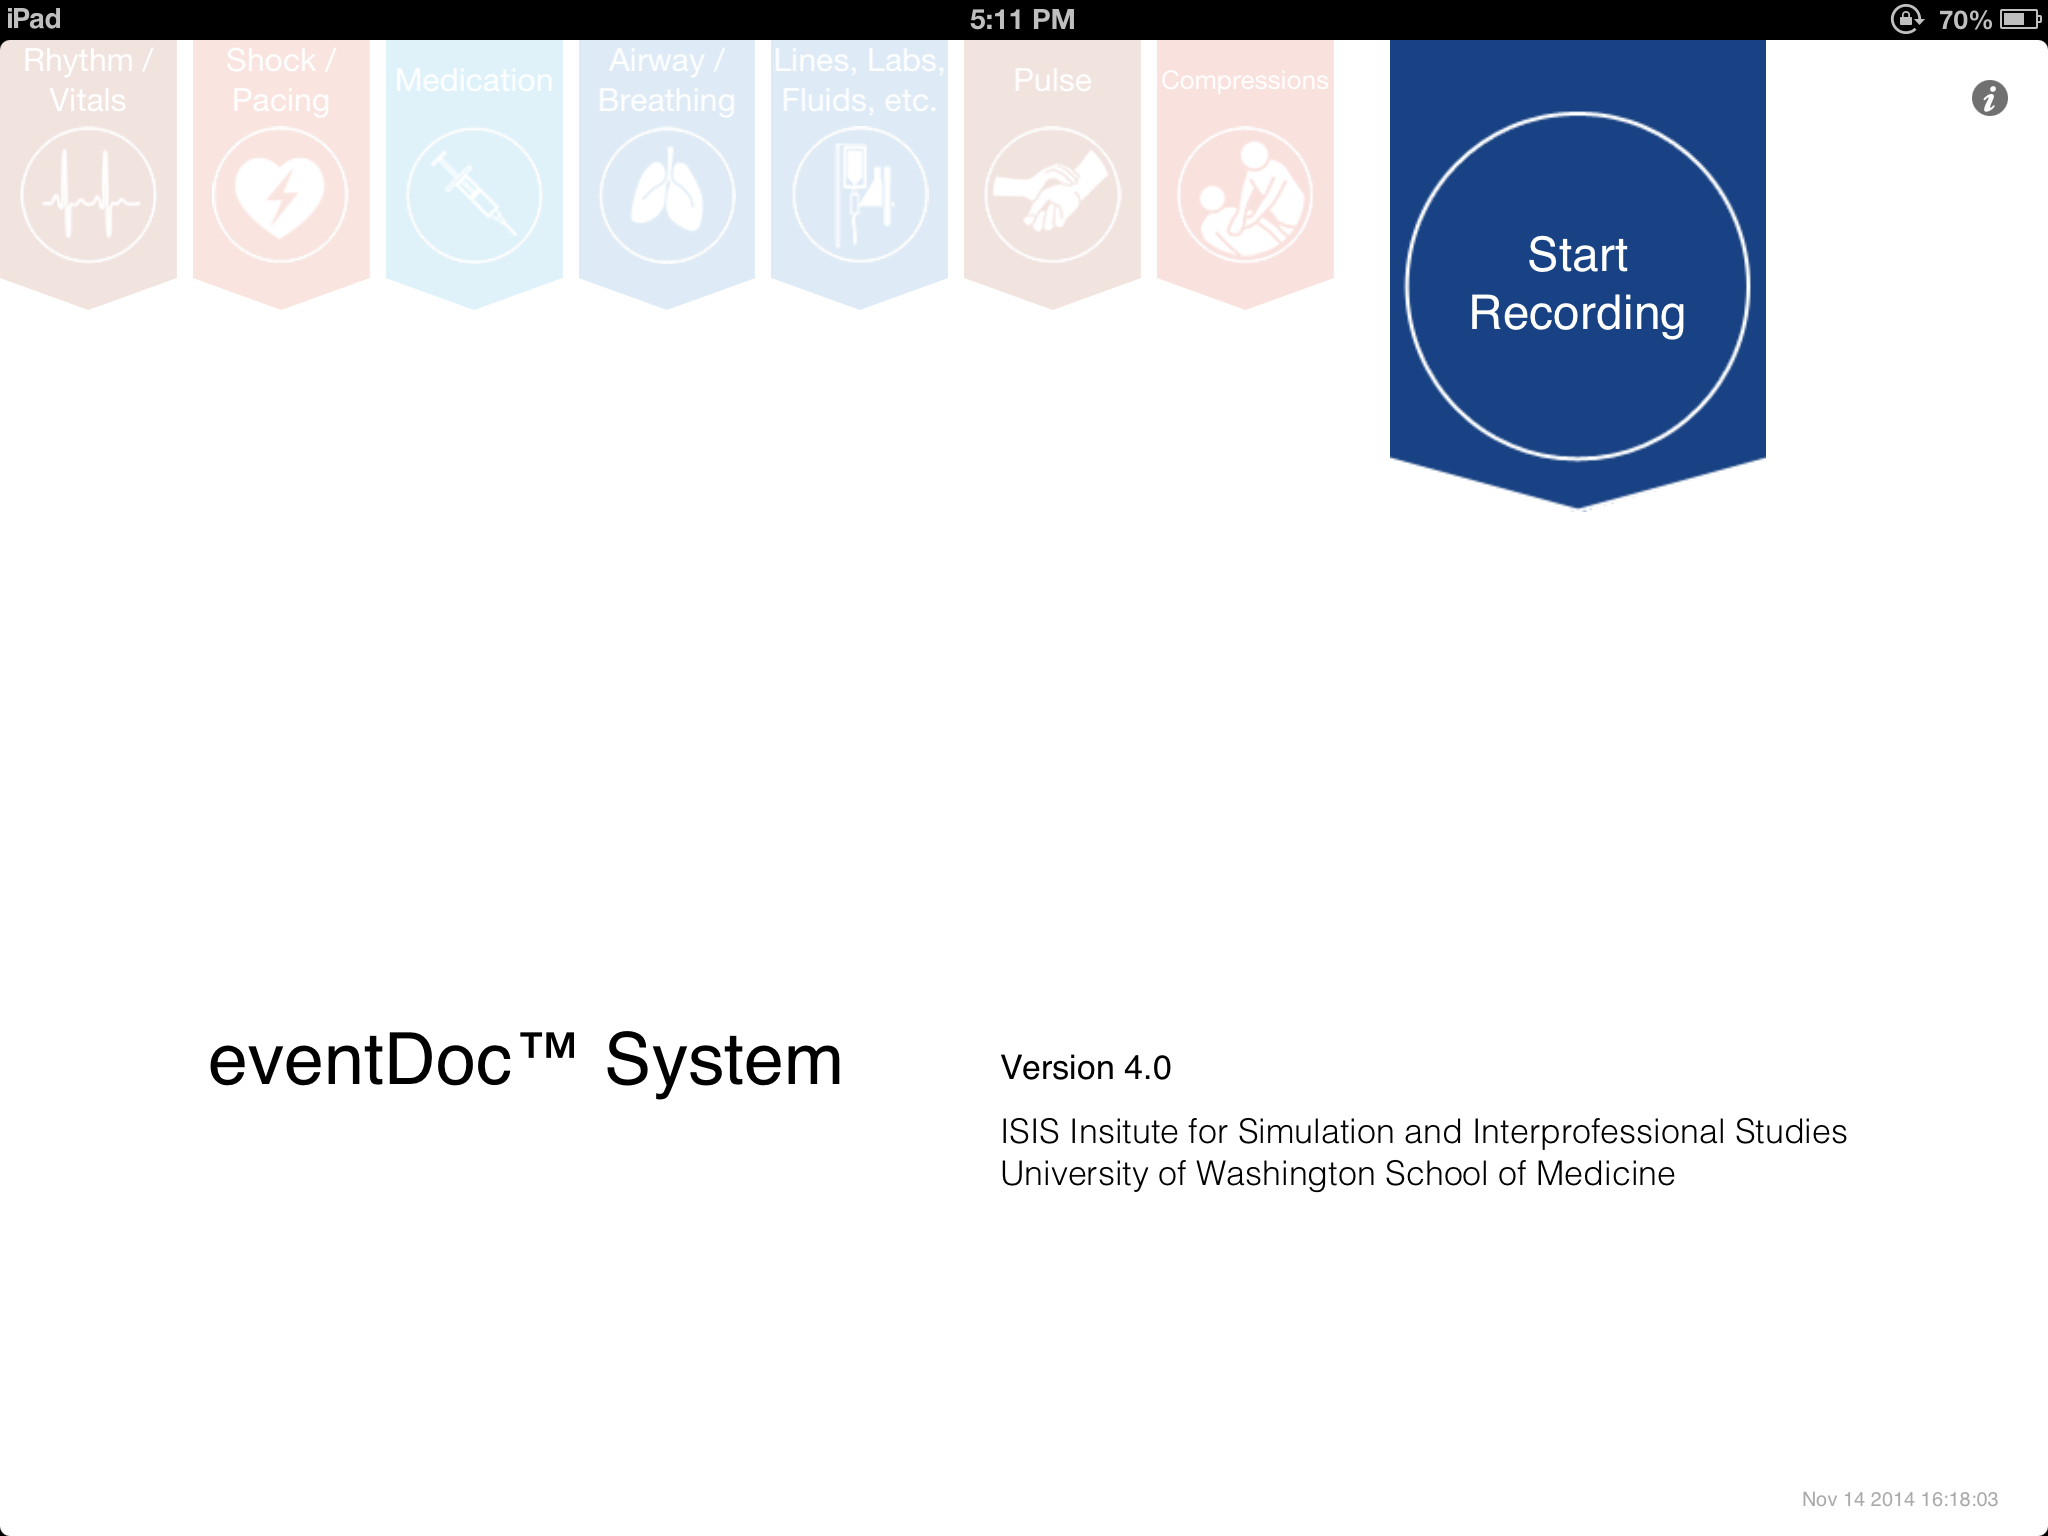 iPad
5:11 PM
70%
Rhythm /
Vitals
Shock /
Pacing
Medication
Airway /
Breathing
Lines, Labs,
Fluids, etc.
Pulse
Compressions
Start
Recording
i
eventDoc™ System
Version 4.0
ISIS Insitute for Simulation and Interprofessional Studies
University of Washington School of Medicine
Nov 14 2014 16:18:03